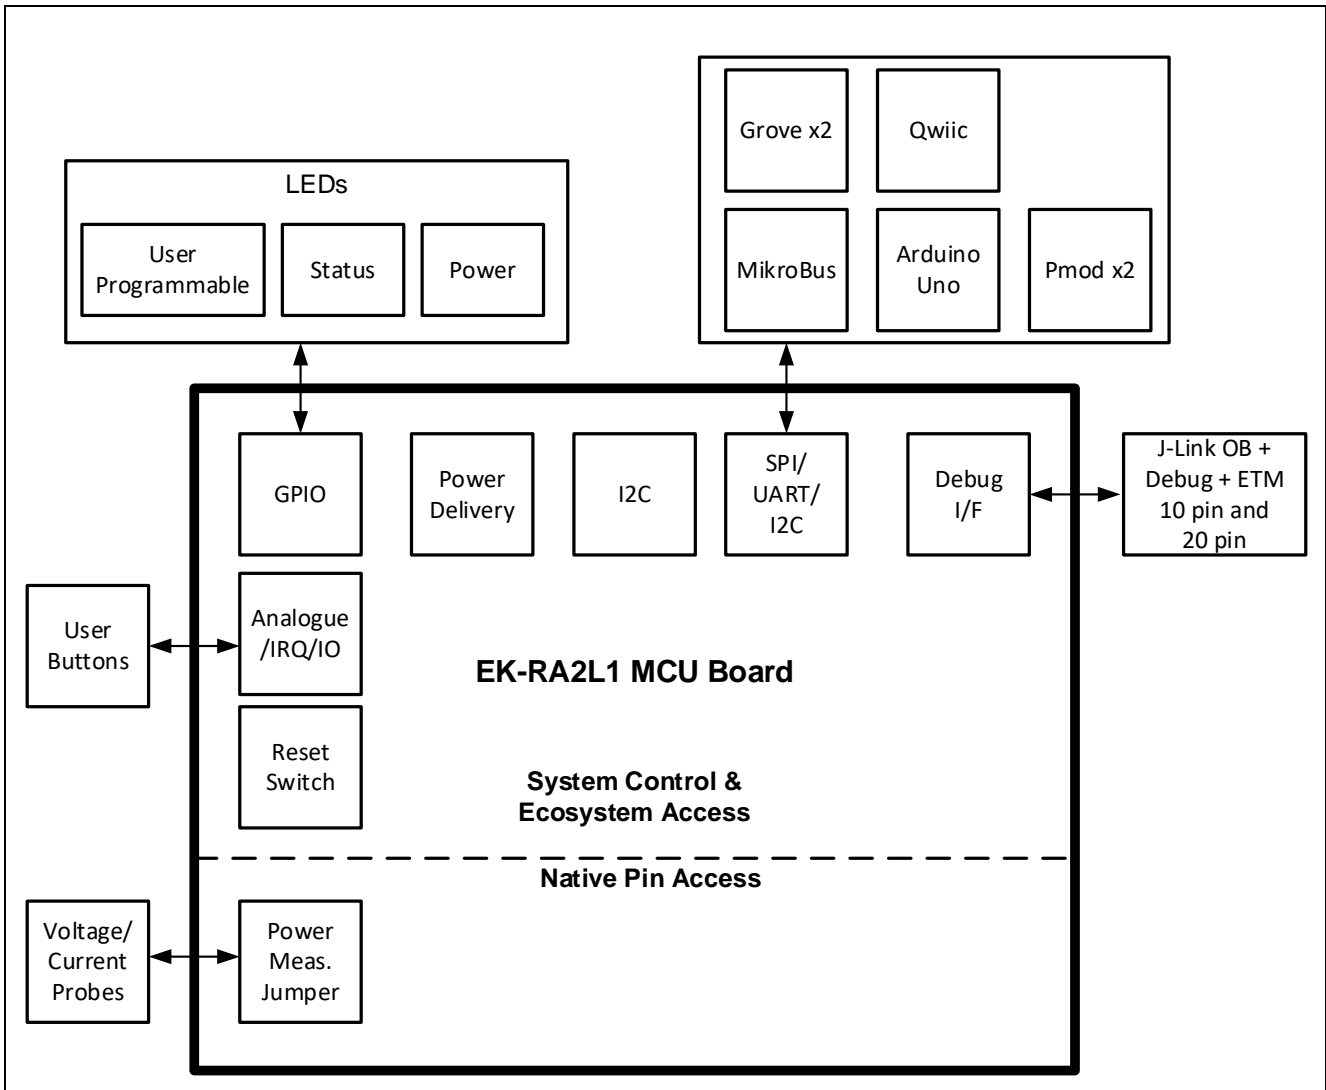 Grove x2
Qwiic
LEDs
User
Programmable
Status
Power
MikroBus
Arduino
Uno
Pmod x2
GPIO
Power
Delivery
I2C
SPI/
UART/
I2C
Debug
I/F
J-Link OB +
Debug + ETM
10 pin and
20 pin
User
Buttons
Analogue
/IRQ/IO
EK-RA2L1 MCU Board
Reset
Switch
System Control &
Ecosystem Access
Native Pin Access
Voltage/
Current
Probes
Power
Meas.
Jumper